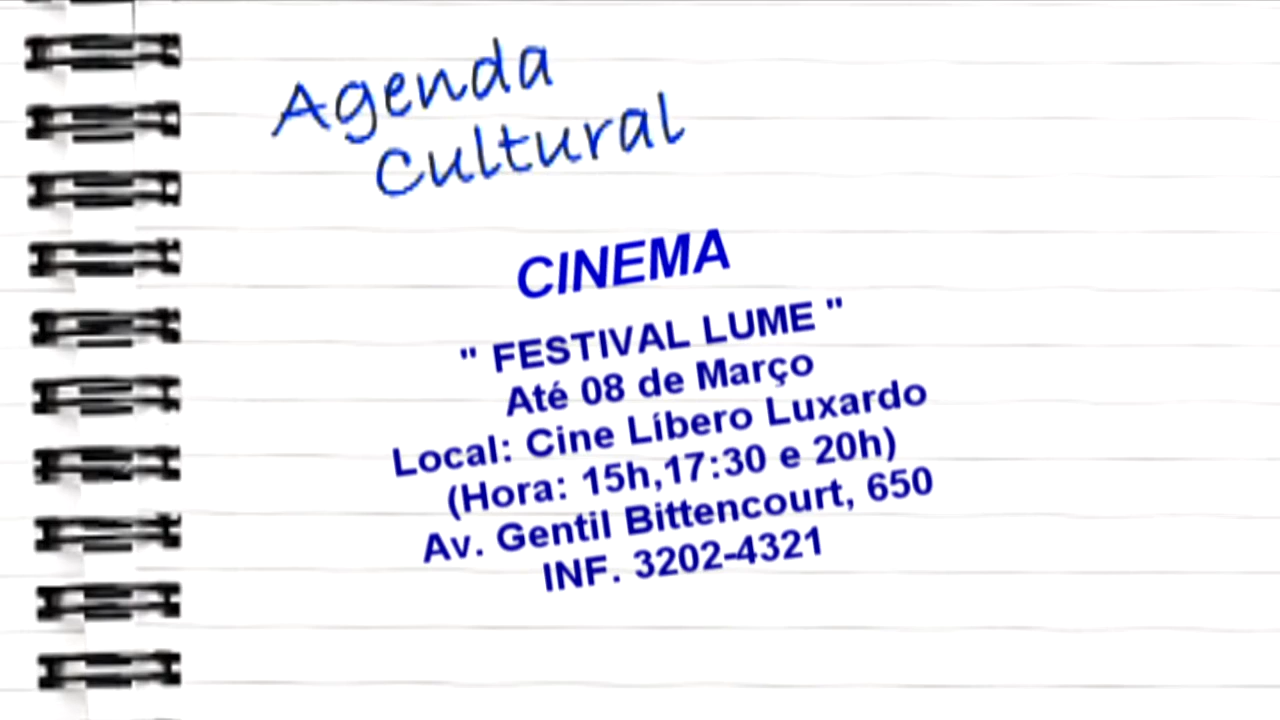 Agenda
Cultural
CINEMA
" FESTIVAL LUME "
Até 08 de Março
Local: Cine Líbero Luxardo
(Hora: 15h,17:30 e 20h)
Av. Gentil Bittencourt, 650
INF. 3202-4321